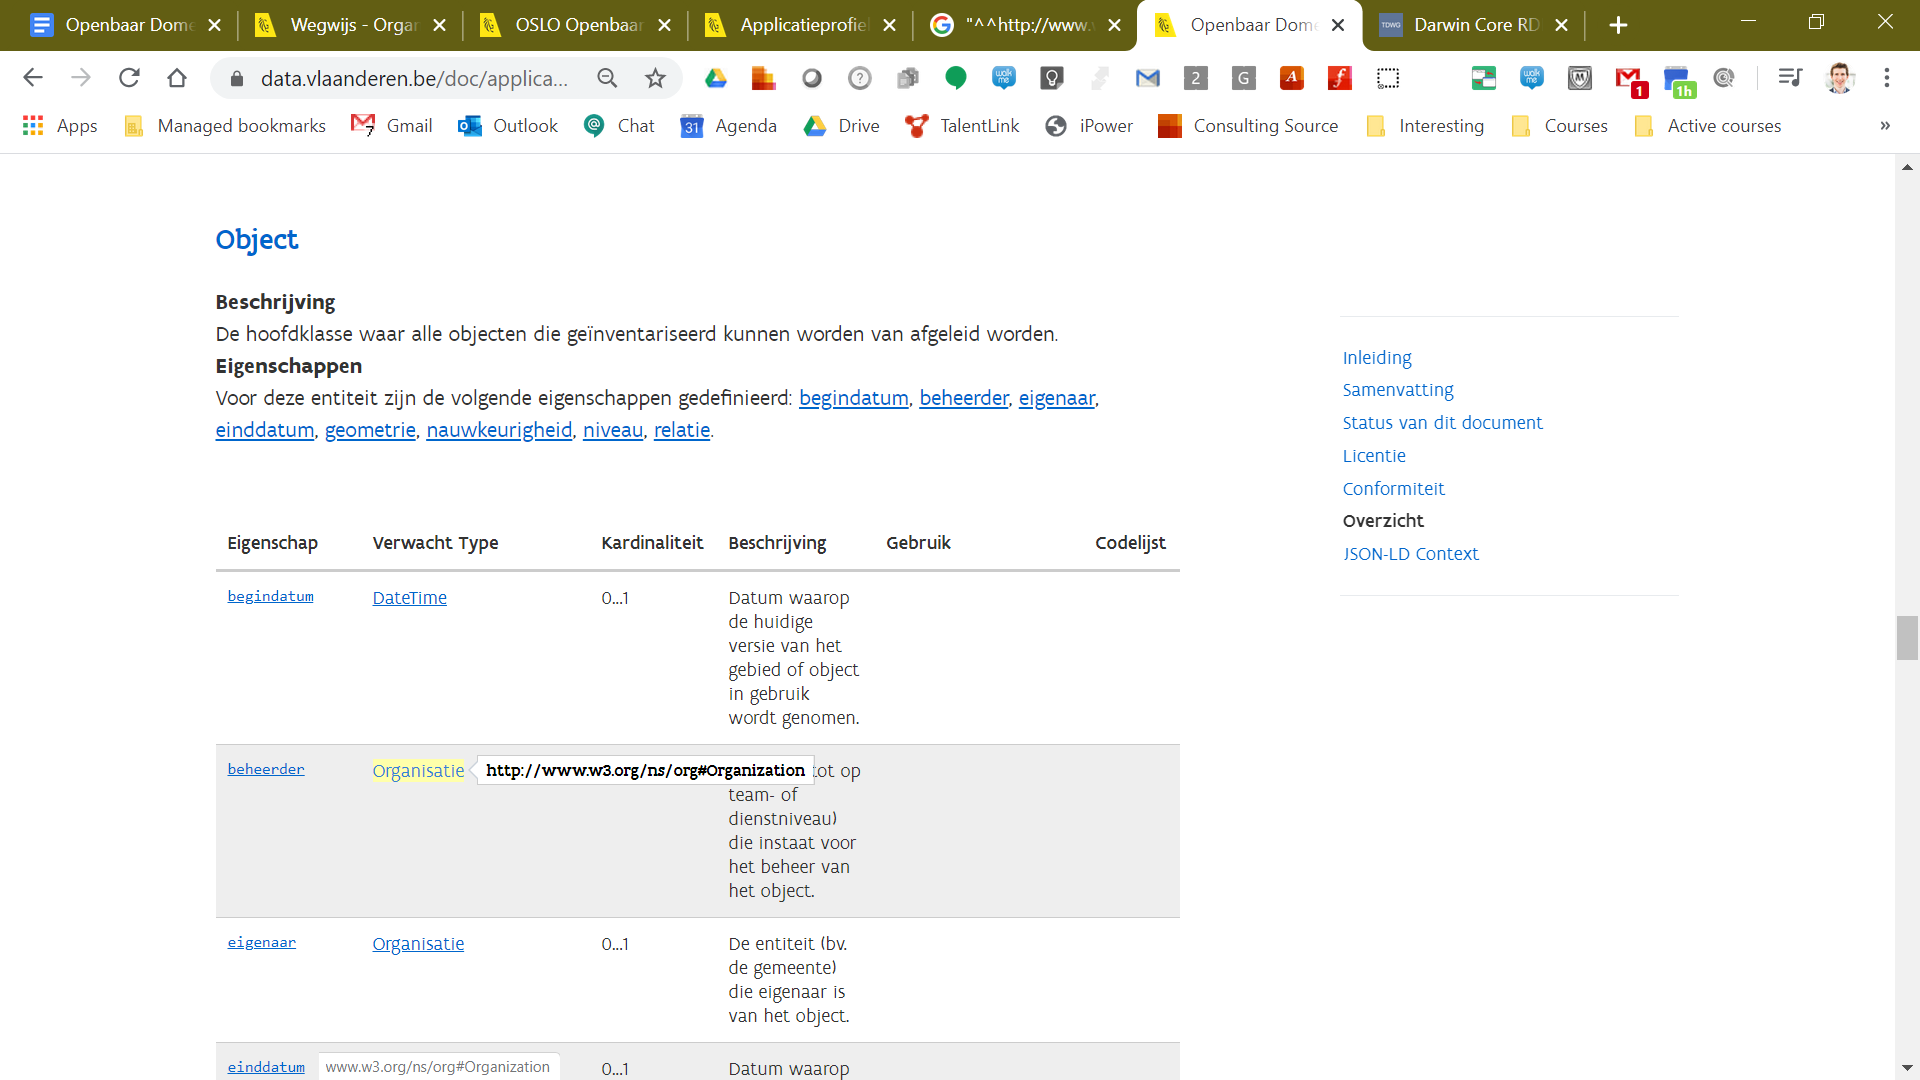 Openbaar Dome
Wegwijs - Organ
OSLO Openbaar
Applicatieprofiel
"^^http://www.
Openbaar Dome
Darwin Core RD
data.vlaanderen.be/doc/applica...
2
G
1
1h
Apps
Managed bookmarks
Gmail
Outlook
Chat
31
Agenda
Drive
TalentLink
iPower
Consulting Source
Interesting
Courses
Active courses
»
Object
Beschrijving
De hoofdklasse waar alle objecten die geïnventariseerd kunnen worden van afgeleid worden.
Eigenschappen
Voor deze entiteit zijn de volgende eigenschappen gedefinieerd: begindatum, beheerder, eigenaar,
einddatum, geometrie, nauwkeurigheid, niveau, relatie.
Inleiding
Samenvatting
Status van dit document
Licentie
Conformiteit
Overzicht
JSON-LD Context
Eigenschap Verwacht Type Kardinaliteit Beschrijving Gebruik Codelijst
begindatum DateTime 0...1 Datum waarop
de huidige
versie van het
gebied of object
in gebruik
wordt genomen.
beheerder Organisatie http://www.w3.org/ns/org#Organization tot op
team- of
dienstniveau)
die instaat voor
het beheer van
het object.
eigenaar Organisatie 0...1 De entiteit (bv.
de gemeente)
die eigenaar is
van het object.
einddatum www.w3.org/ns/org#Organization 0...1 Datum waarop